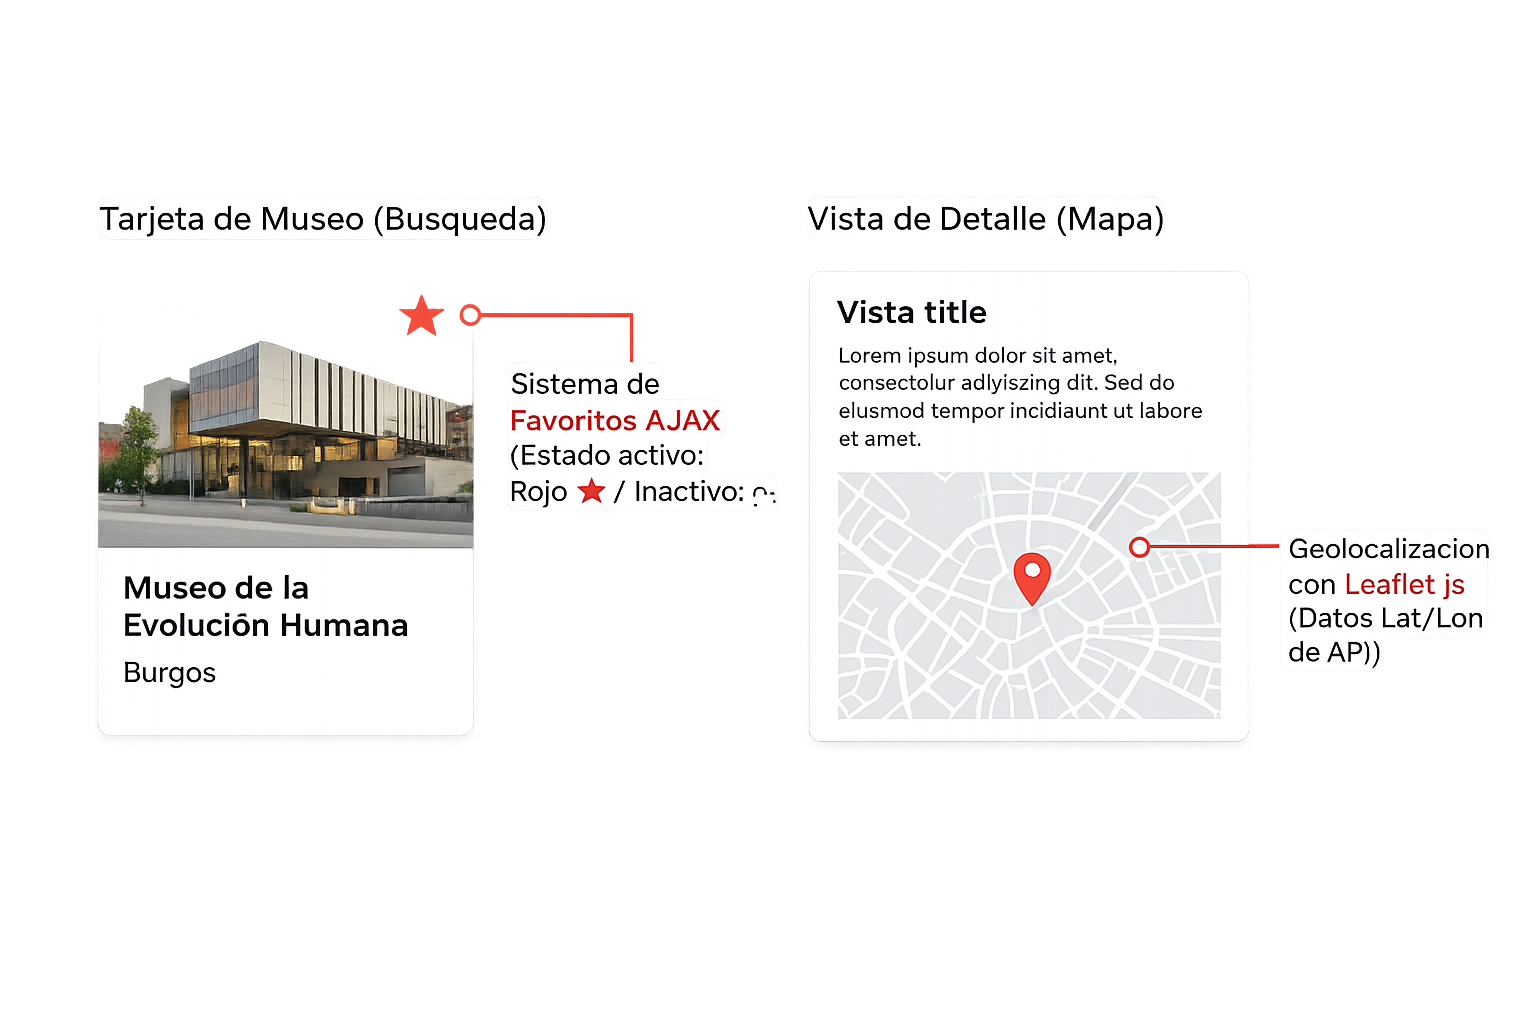 Tarjeta de Museo (Busqueda)
Sistema de
Favoritos AJAX
(Estado activo:
Rojo ★ / Inactivo:
Museo de la
Evolución Humana
Burgos
Vista de Detalle (Mapa)
Vista title
Lorem ipsum dolor sit amet,
consectolur adlyiszing dit. Sed do
elusmod tempor incidiaunt ut labore
et amet.
Geolocalizacion
con Leaflet js
(Datos Lat/Lon
de AP))